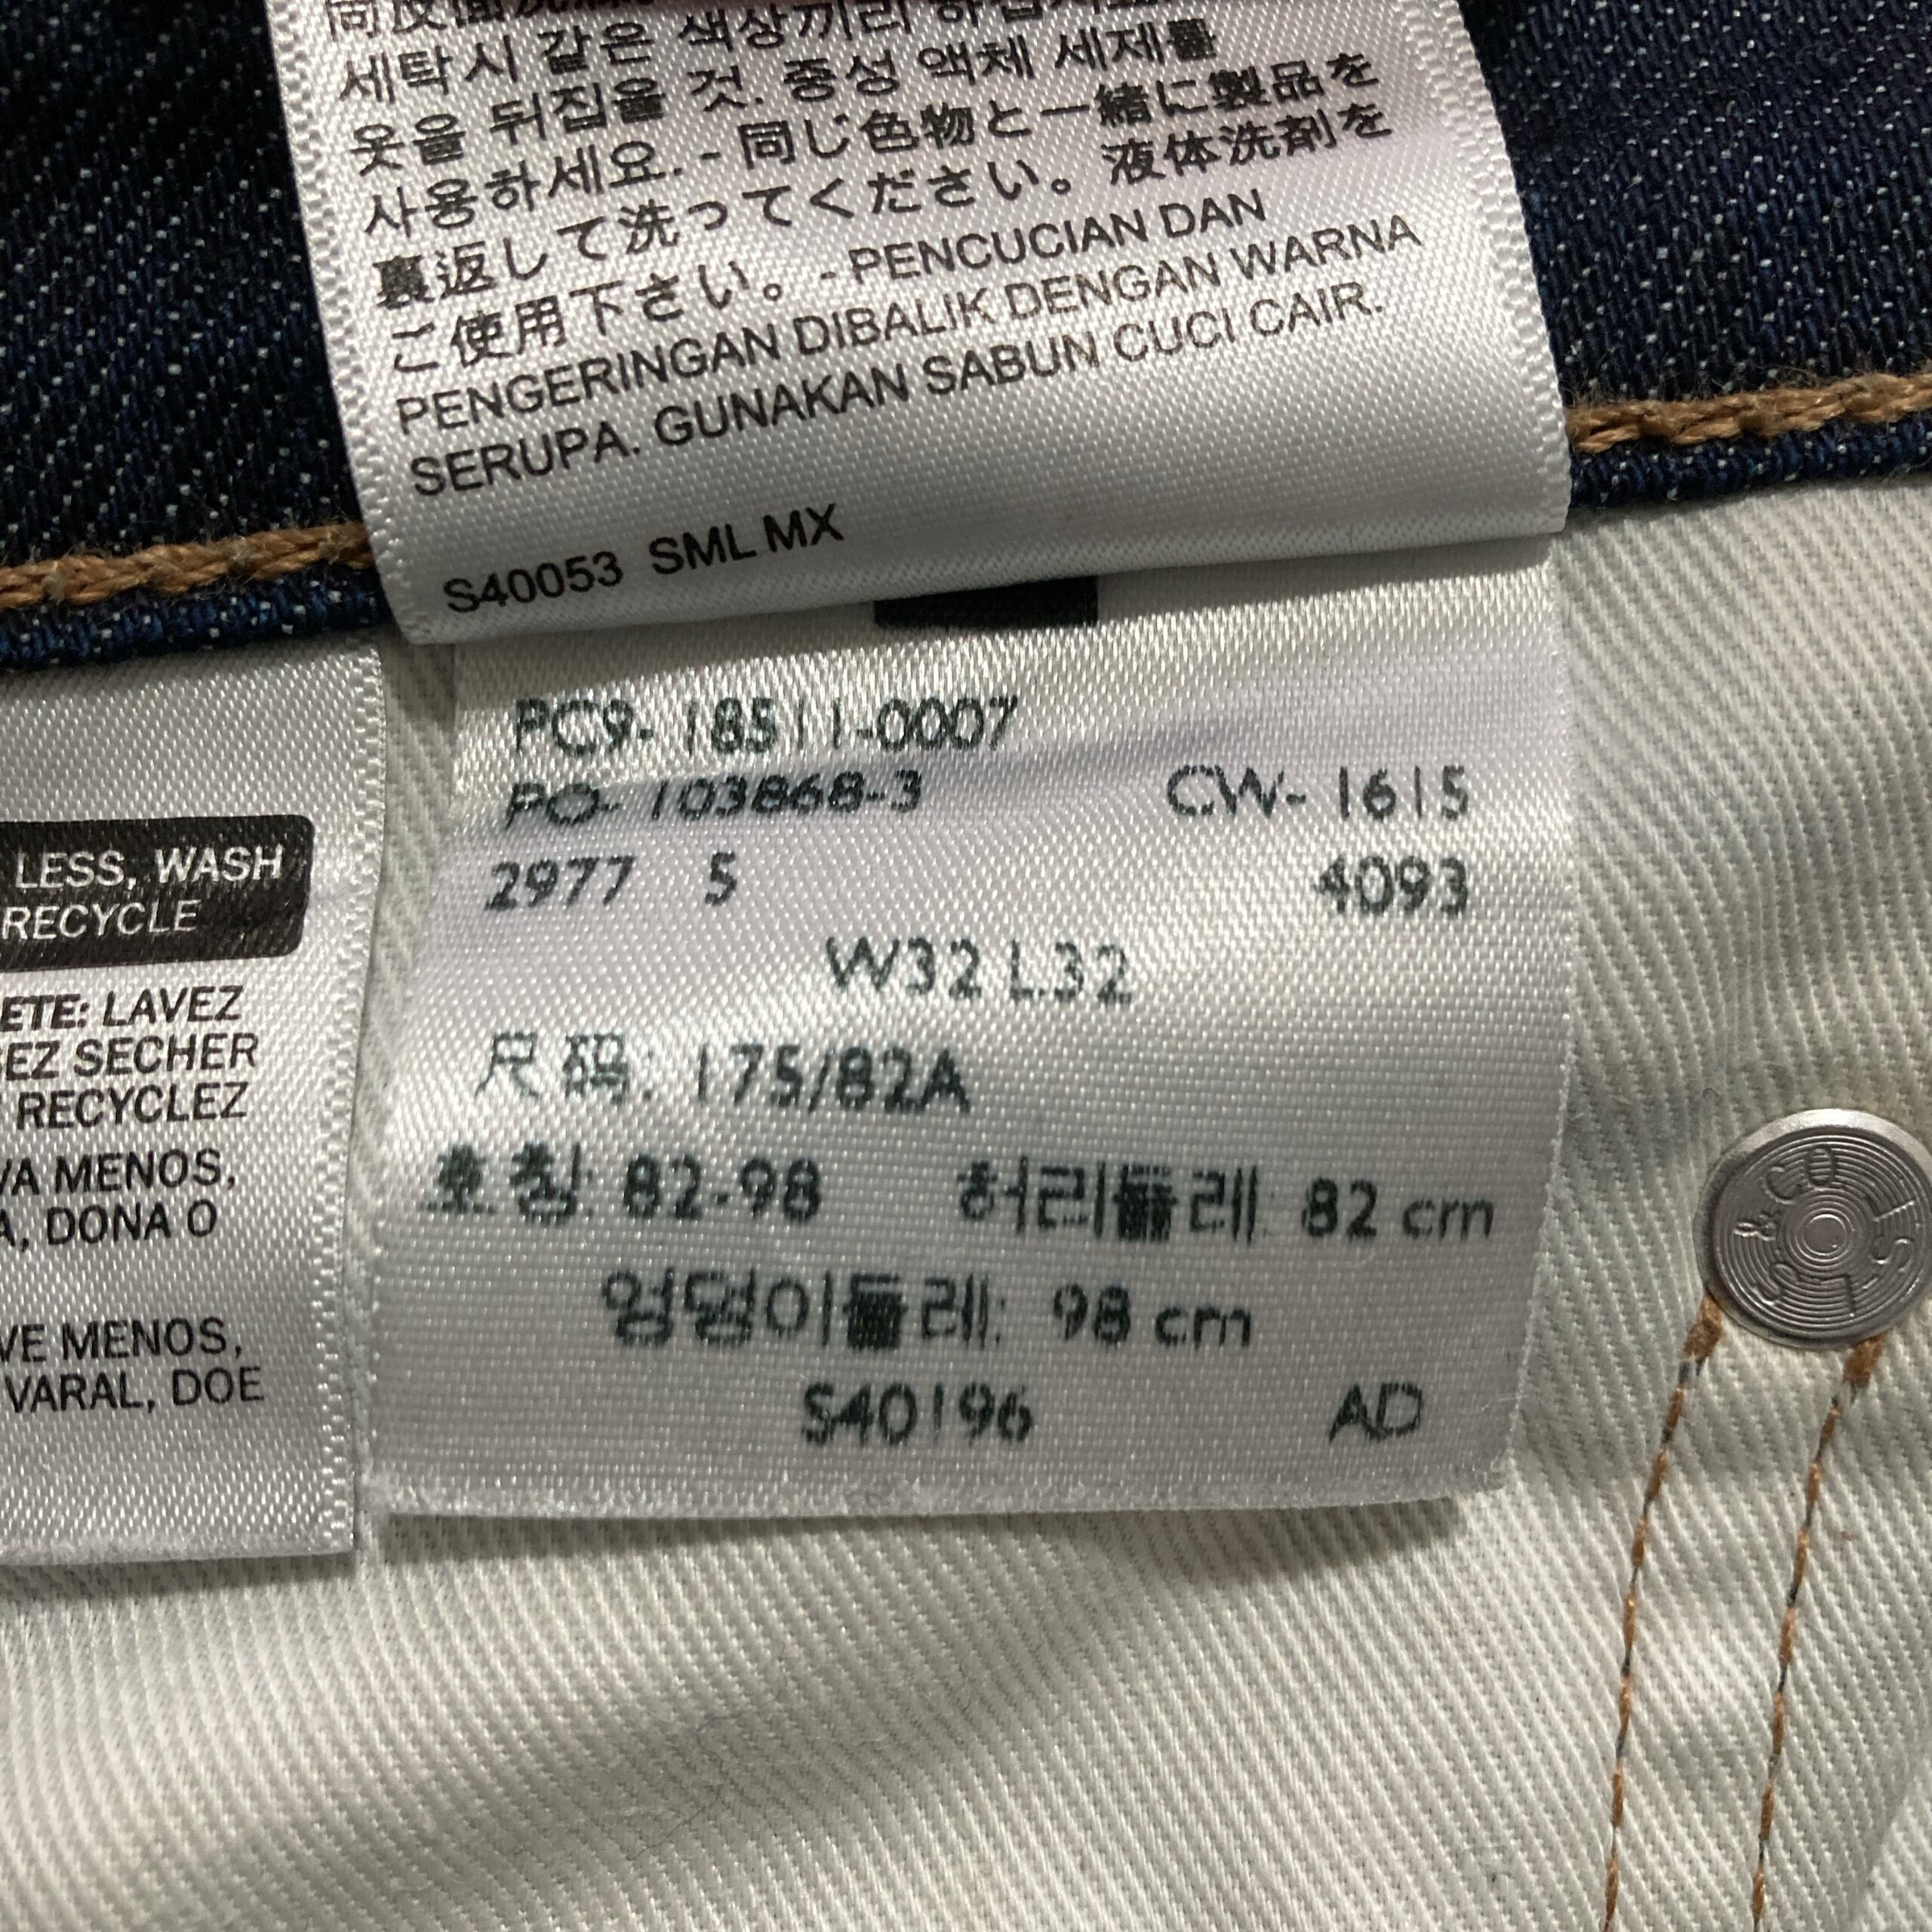 세탁시 같은 색상끼리
옷을 뒤집을 것. 중성 액체 세제를
사용하세요. - 同じ色物と一緒に製品を
裏返して洗ってください。液体洗剤を
ご使用下さい。- PENCUCIAN DAN
PENGERINGAN DIBALIK DENGAN WARNA
SERUPA. GUNAKAN SABUN CUCI CAIR.
S40053 SML MX
PC9- 18511-0007
PO- 103868-3 CW- 1615
2977 5 4093
W32 L32
尺码: 175/82A
호칭: 82-98 허리둘레: 82 cm
엉덩이둘레: 98 cm
S40196 AD
LESS, WASH
RECYCLE
ETE: LAVEZ
EZ SECHER
RECYCLEZ
VA MENOS,
A, DONA O
VE MENOS,
VARAL, DOE
& CO